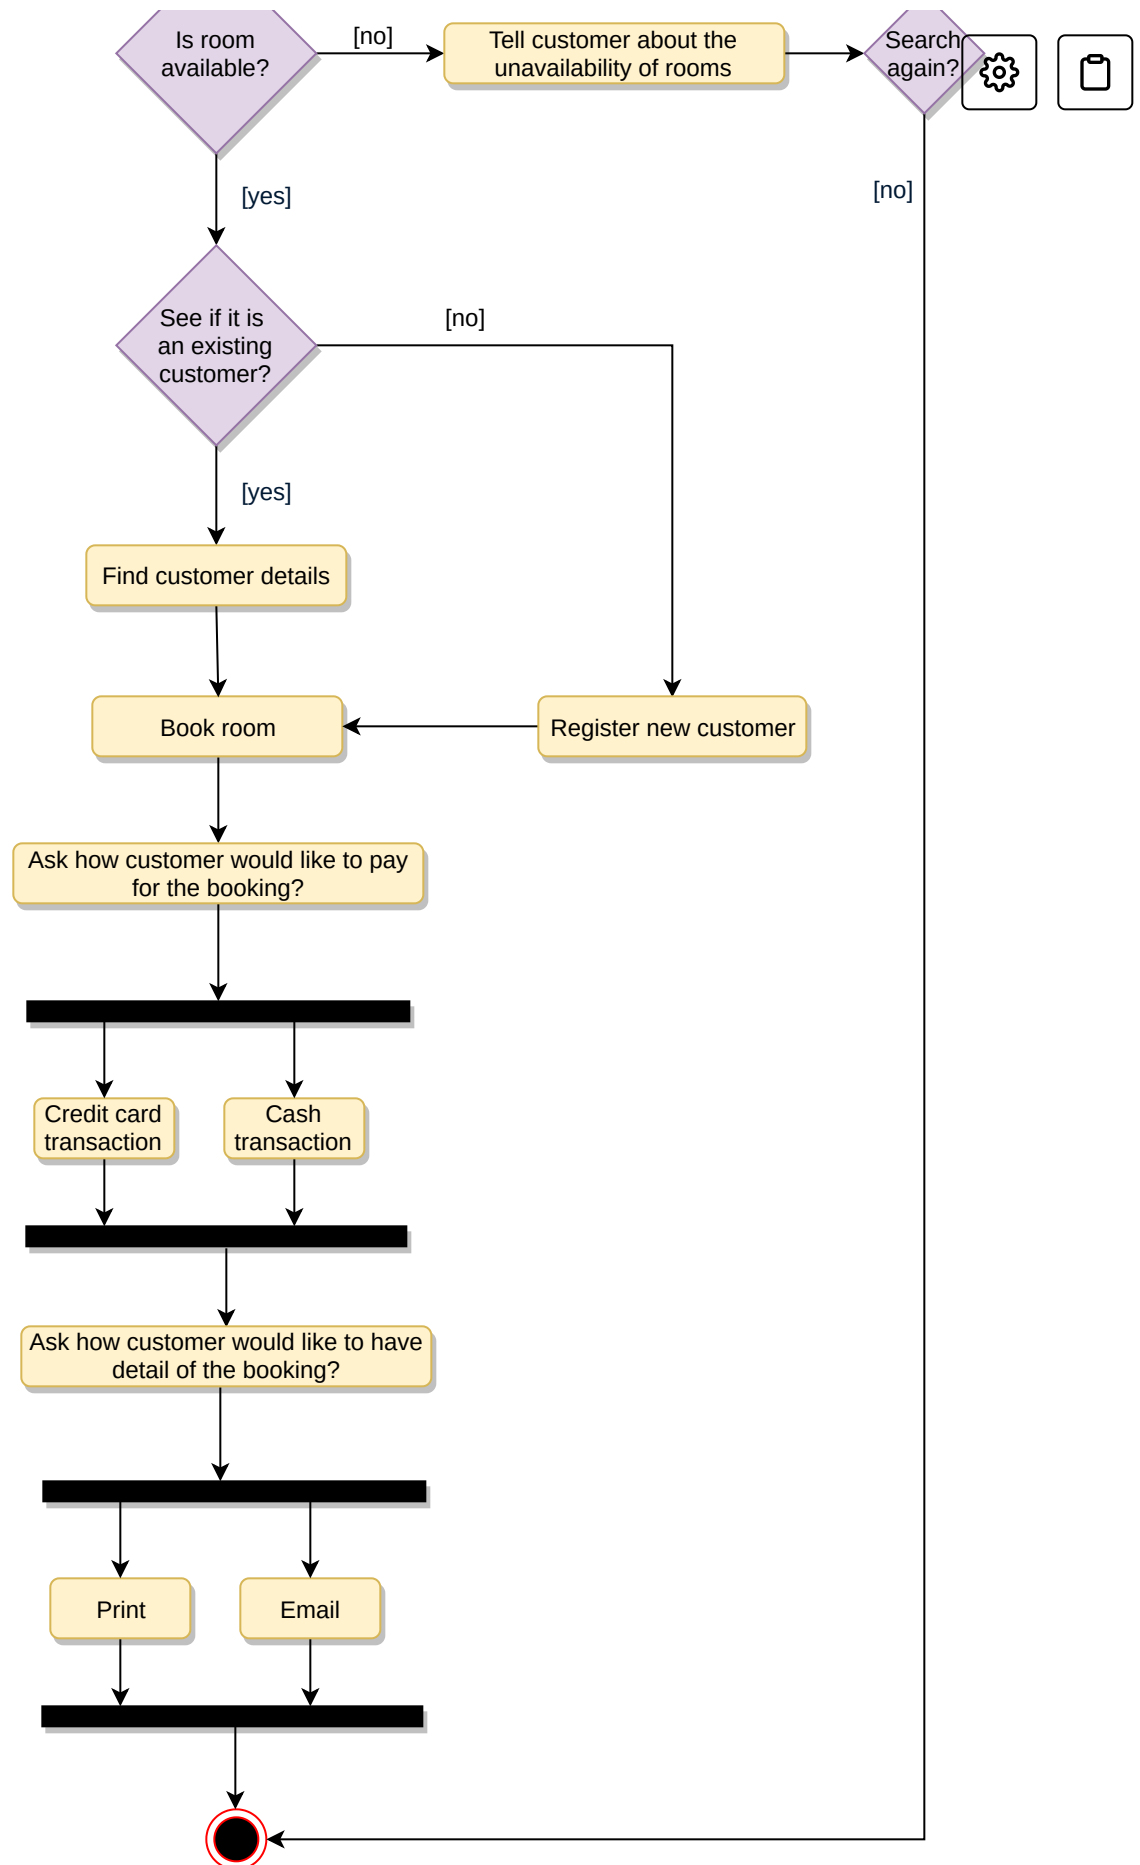 Is room
available?
[no]
Tell customer about the
unavailability of rooms
Search
again?
[yes]
[no]
See if it is
an existing
customer?
[no]
[yes]
Find customer details
Book room
Register new customer
Ask how customer would like to pay
for the booking?
Credit card
transaction
Cash
transaction
Ask how customer would like to have
detail of the booking?
Print
Email